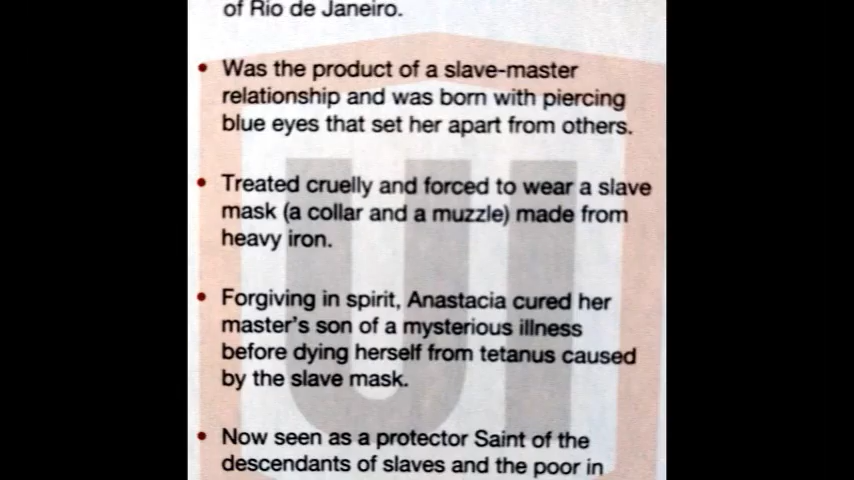 of Rio de Janeiro.
• Was the product of a slave-master
relationship and was born with piercing
blue eyes that set her apart from others.
• Treated cruelly and forced to wear a slave
mask (a collar and a muzzle) made from
heavy iron.
• Forgiving in spirit, Anastacia cured her
master's son of a mysterious illness
before dying herself from tetanus caused
by the slave mask.
• Now seen as a protector Saint of the
descendants of slaves and the poor in
UI